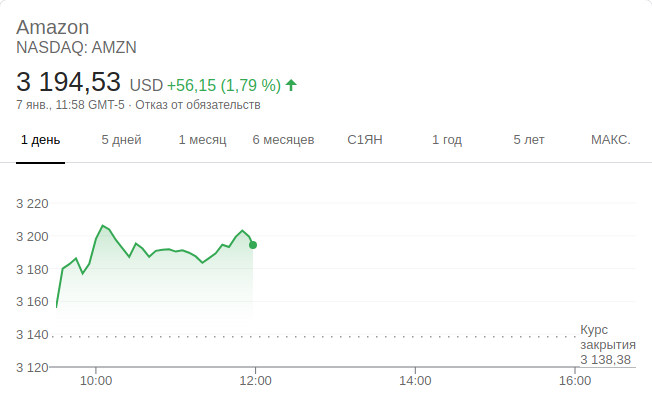 Amazon
NASDAQ: AMZN
3 194,53 USD +56,15 (1,79 %)
7 янв., 11:58 GMT-5 · Отказ от обязательств
1 день 5 дней 1 месяц 6 месяцев С1ЯН 1 год 5 лет МАКС.
3 220
3 200
3 180
3 160
3 140
3 120
Курс
закрытия
3 138,38
10:00 12:00 14:00 16:00